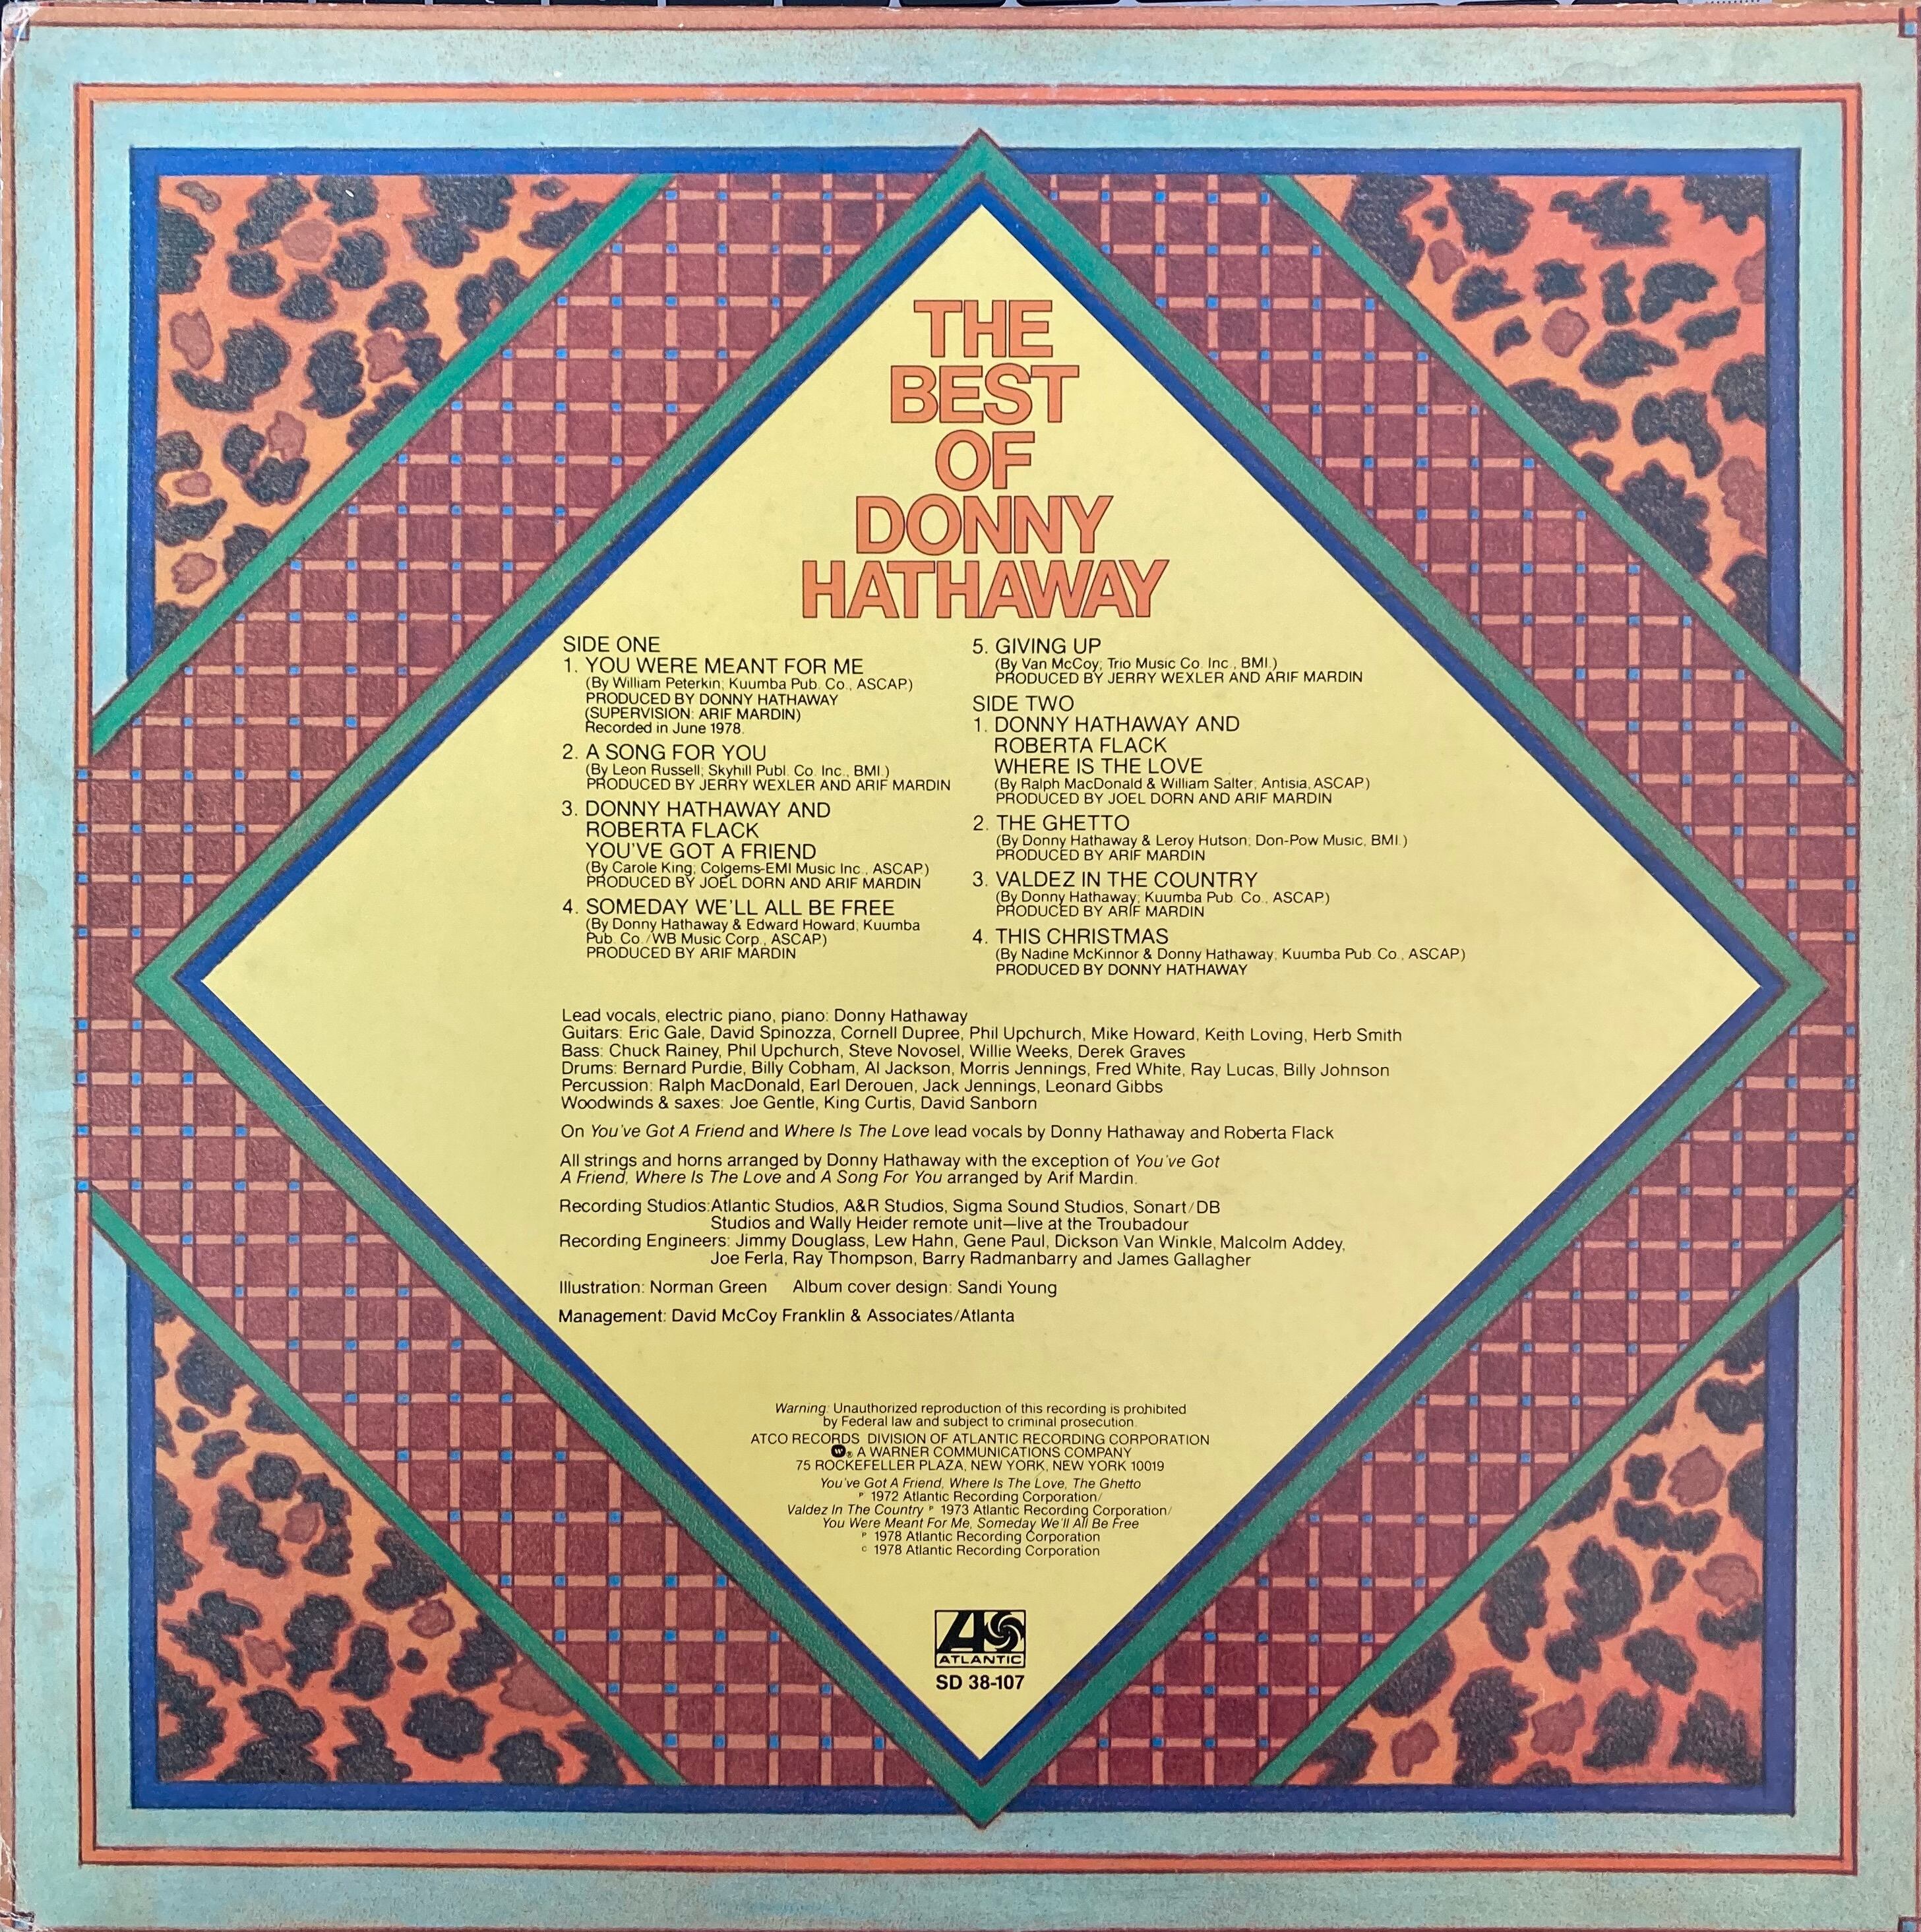 THE
BEST
OF
DONNY
HATHAWAY
SIDE ONE
1. YOU WERE MEANT FOR ME
(By William Peterkin; Kuumba Pub. Co., ASCAP)
PRODUCED BY DONNY HATHAWAY
(SUPERVISION: ARIF MARDIN)
Recorded in June 1978.
2. A SONG FOR YOU
(By Leon Russell; Skyhill Publ. Co. Inc., BMI.)
PRODUCED BY JERRY WEXLER AND ARIF MARDIN
3. DONNY HATHAWAY AND
ROBERTA FLACK
YOU'VE GOT A FRIEND
(By Carole King; Colgems-EMI Music Inc., ASCAP)
PRODUCED BY JOEL DORN AND ARIF MARDIN
4. SOMEDAY WE'LL ALL BE FREE
(By Donny Hathaway & Edward Howard; Kuumba
Pub. Co./WB Music Corp., ASCAP.)
PRODUCED BY ARIF MARDIN
5. GIVING UP
(By Van McCoy; Trio Music Co. Inc., BMI.)
PRODUCED BY JERRY WEXLER AND ARIF MARDIN
SIDE TWO
1. DONNY HATHAWAY AND
ROBERTA FLACK
WHERE IS THE LOVE
(By Ralph MacDonald & William Salter; Antisia, ASCAP)
PRODUCED BY JOEL DORN AND ARIF MARDIN
2. THE GHETTO
(By Donny Hathaway & Leroy Hutson; Don-Pow Music, BMI.)
PRODUCED BY ARIF MARDIN
3. VALDEZ IN THE COUNTRY
(By Donny Hathaway; Kuumba Pub. Co., ASCAP)
PRODUCED BY ARIF MARDIN
4. THIS CHRISTMAS
(By Nadine McKinnor & Donny Hathaway; Kuumba Pub. Co., ASCAP)
PRODUCED BY DONNY HATHAWAY
Lead vocals, electric piano, piano: Donny Hathaway
Guitars: Eric Gale, David Spinozza, Cornell Dupree, Phil Upchurch, Mike Howard, Keith Loving, Herb Smith
Bass: Chuck Rainey, Phil Upchurch, Steve Novosel, Willie Weeks, Derek Graves
Drums: Bernard Purdie, Billy Cobham, Al Jackson, Morris Jennings, Fred White, Ray Lucas, Billy Johnson
Percussion: Ralph MacDonald, Earl Derouen, Jack Jennings, Leonard Gibbs
Woodwinds & saxes: Joe Gentle, King Curtis, David Sanborn
On You've Got A Friend and Where Is The Love lead vocals by Donny Hathaway and Roberta Flack
All strings and horns arranged by Donny Hathaway with the exception of You've Got
A Friend, Where Is The Love and A Song For You arranged by Arif Mardin.
Recording Studios: Atlantic Studios, A&R Studios, Sigma Sound Studios, Sonart/DB
Studios and Wally Heider remote unit—live at the Troubadour
Recording Engineers: Jimmy Douglass, Lew Hahn, Gene Paul, Dickson Van Winkle, Malcolm Addey,
Joe Ferla, Ray Thompson, Barry Radmanbarry and James Gallagher
Illustration: Norman Green Album cover design: Sandi Young
Management: David McCoy Franklin & Associates/Atlanta
Warning: Unauthorized reproduction of this recording is prohibited
by Federal law and subject to criminal prosecution.
ATCO RECORDS DIVISION OF ATLANTIC RECORDING CORPORATION
W ® A WARNER COMMUNICATIONS COMPANY
75 ROCKEFELLER PLAZA, NEW YORK, NEW YORK 10019
You've Got A Friend, Where Is The Love, The Ghetto
P 1972 Atlantic Recording Corporation/
Valdez In The Country P 1973 Atlantic Recording Corporation/
You Were Meant For Me, Someday We'll All Be Free
P 1978 Atlantic Recording Corporation
C 1978 Atlantic Recording Corporation
ATLANTIC
SD 38-107